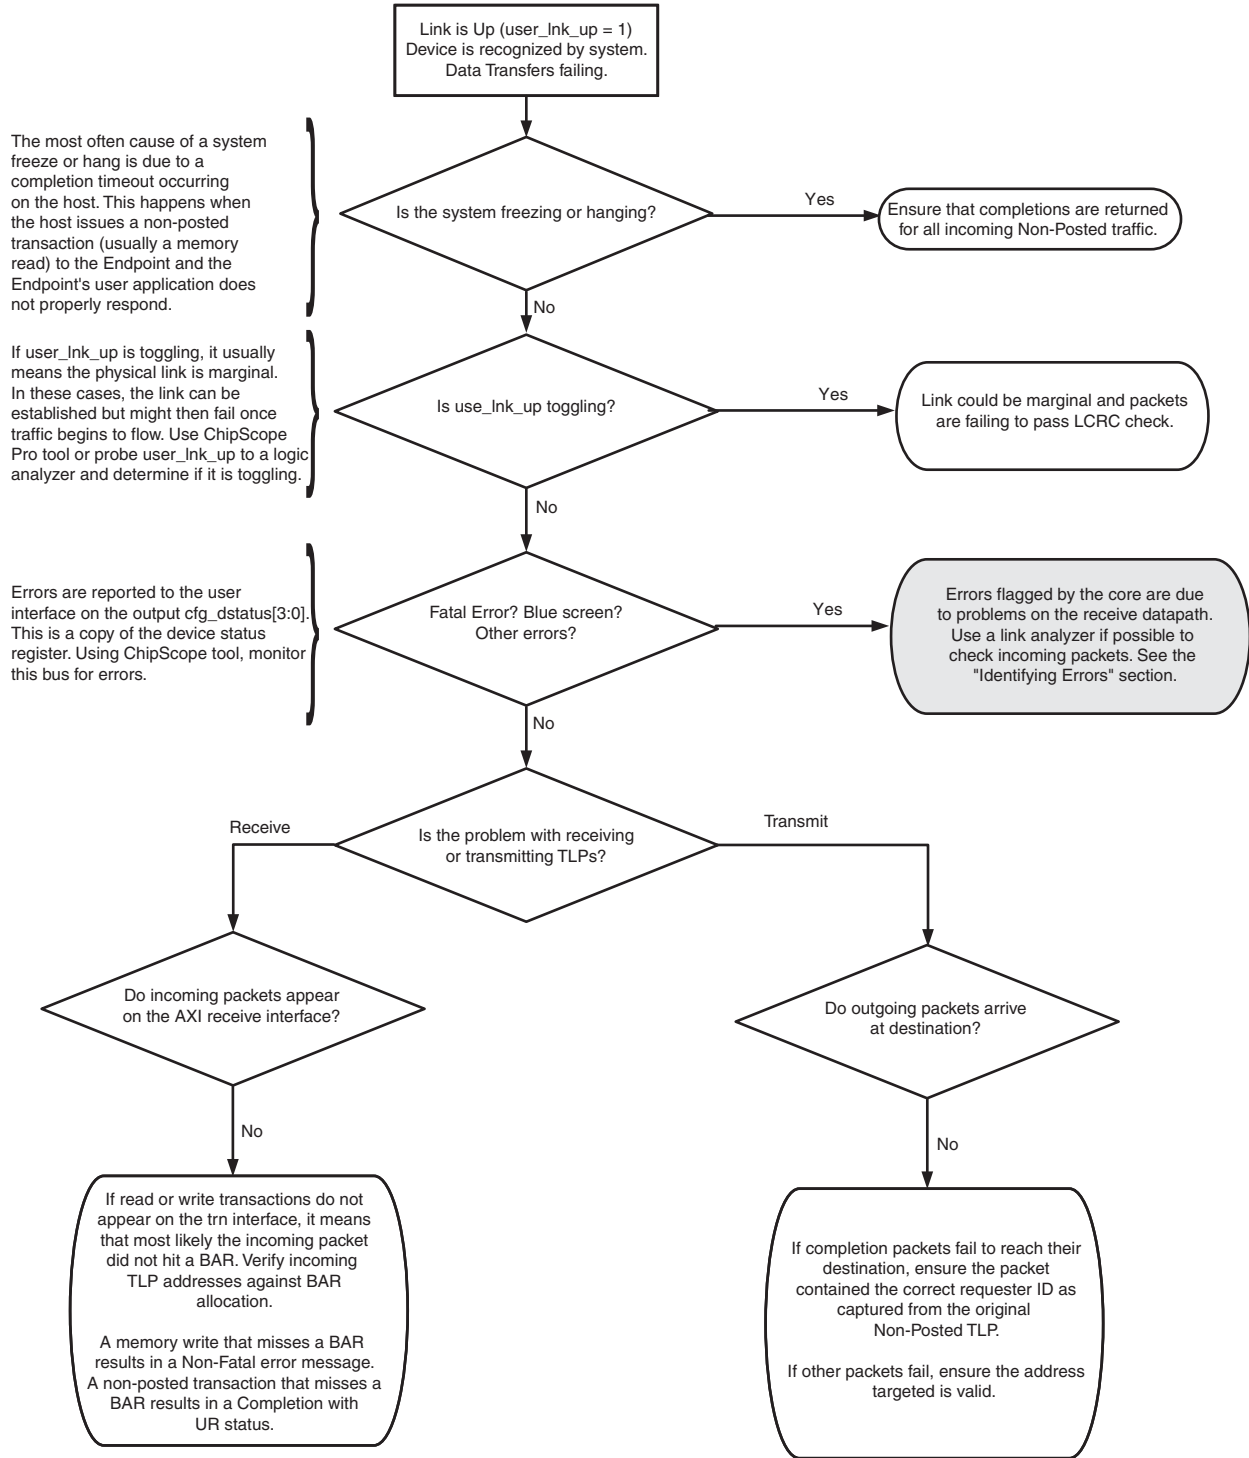 Link is Up (user_lnk_up = 1)
Device is recognized by system.
Data Transfers failing.
The most often cause of a system
freeze or hang is due to a
completion timeout occurring
on the host. This happens when
the host issues a non-posted
transaction (usually a memory
read) to the Endpoint and the
Endpoint's user application does
not properly respond.
Is the system freezing or hanging?
Yes
Ensure that completions are returned
for all incoming Non-Posted traffic.
No
If user_lnk_up is toggling, it usually
means the physical link is marginal.
In these cases, the link can be
established but might then fail once
traffic begins to flow. Use ChipScope
Pro tool or probe user_lnk_up to a logic
analyzer and determine if it is toggling.
Is use_lnk_up toggling?
Yes
Link could be marginal and packets
are failing to pass LCRC check.
No
Errors are reported to the user
interface on the output cfg_dstatus[3:0].
This is a copy of the device status
register. Using ChipScope tool, monitor
this bus for errors.
Fatal Error? Blue screen?
Other errors?
Yes
Errors flagged by the core are due
to problems on the receive datapath.
Use a link analyzer if possible to
check incoming packets. See the
"Identifying Errors" section.
No
Is the problem with receiving
or transmitting TLPs?
Receive
Transmit
Do incoming packets appear
on the AXI receive interface?
Do outgoing packets arrive
at destination?
No
No
If read or write transactions do not
appear on the trn interface, it means
that most likely the incoming packet
did not hit a BAR. Verify incoming
TLP addresses against BAR
allocation.
A memory write that misses a BAR
results in a Non-Fatal error message.
A non-posted transaction that misses a
BAR results in a Completion with
UR status.
If completion packets fail to reach their
destination, ensure the packet
contained the correct requester ID as
captured from the original
Non-Posted TLP.
If other packets fail, ensure the address
targeted is valid.